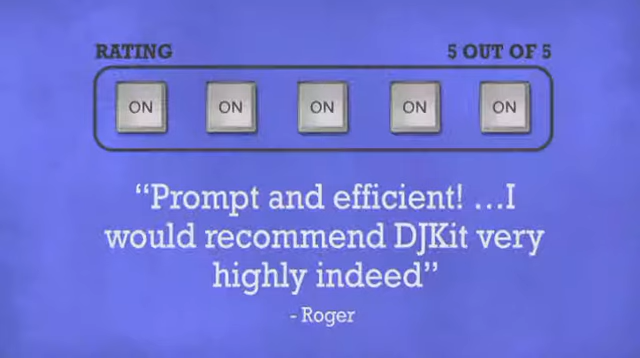 RATING 5 OUT OF 5
ON ON ON ON ON
“Prompt and efficient! ...I
would recommend DJKit very
highly indeed”
- Roger